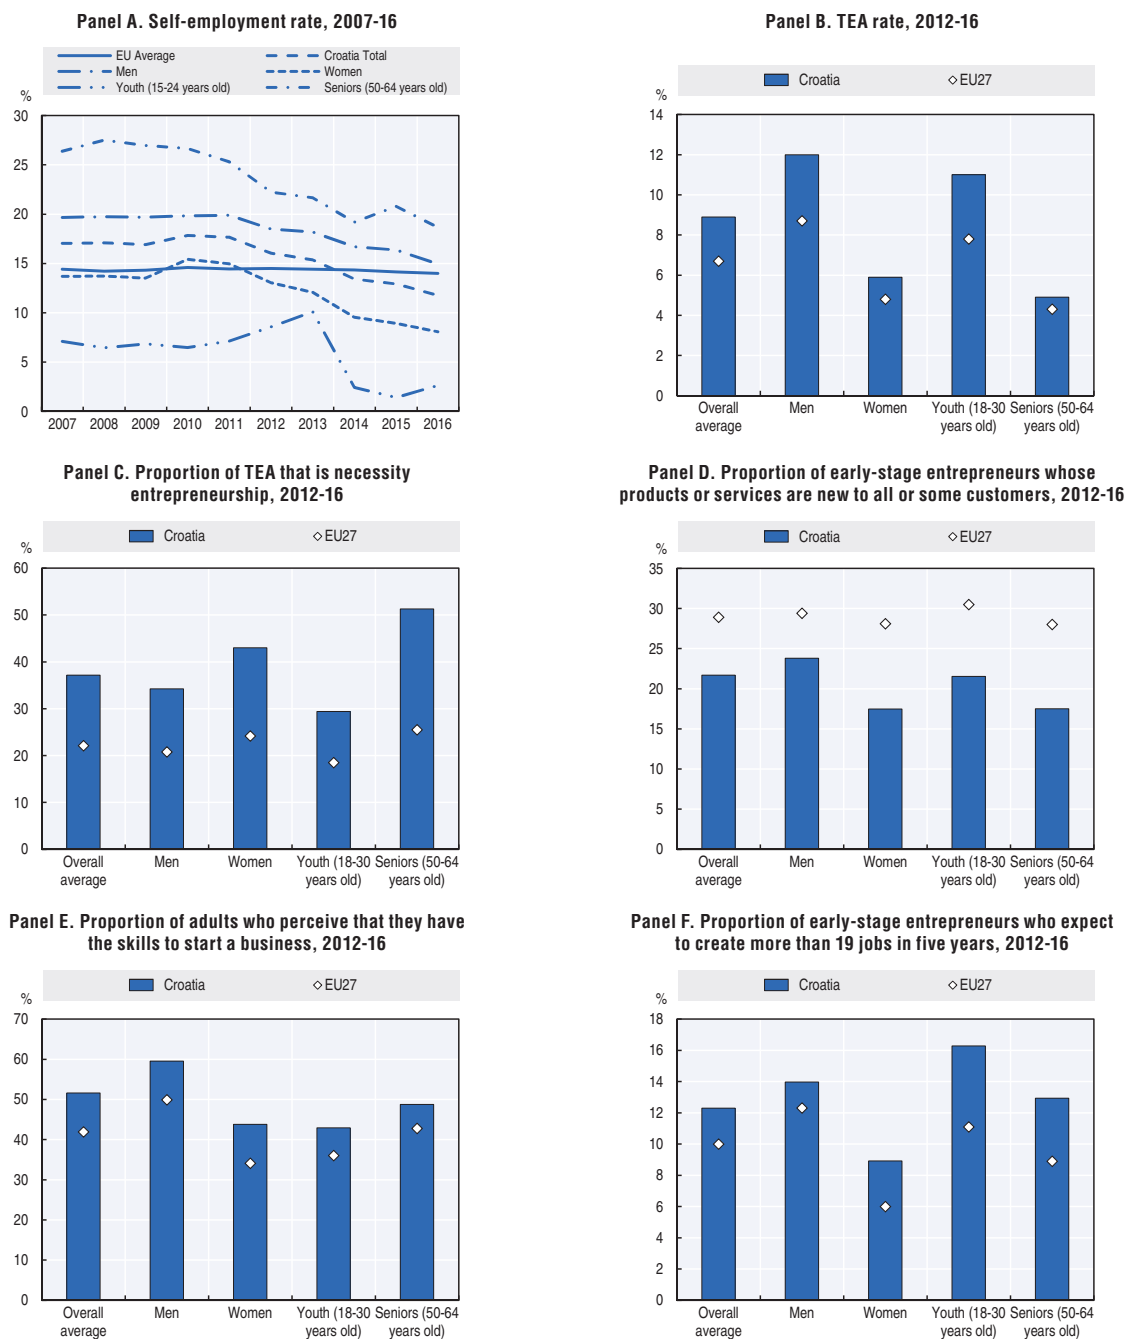 Panel A. Self-employment rate, 2007-16
EU Average
Croatia Total
Men
Women
Youth (15-24 years old)
Seniors (50-64 years old)
%
30
25
20
15
10
5
0
2007 2008 2009 2010 2011 2012 2013 2014 2015 2016
Panel B. TEA rate, 2012-16
Croatia
EU27
14
12
10
8
6
4
2
0
Overall Men Women Youth (18-30 Seniors (50-64
average years old) years old)
Panel C. Proportion of TEA that is necessity
entrepreneurship, 2012-16
Croatia
EU27
%
60
50
40
30
20
10
0
Overall Men Women Youth (18-30 Seniors (50-64
average years old) years old)
Panel D. Proportion of early-stage entrepreneurs whose
products or services are new to all or some customers, 2012-16
Croatia
EU27
%
35
30
25
20
15
10
5
0
Overall Men Women Youth (18-30 Seniors (50-64
average years old) years old)
Panel E. Proportion of adults who perceive that they have
the skills to start a business, 2012-16
Croatia
EU27
%
70
60
50
40
30
20
10
0
Overall Men Women Youth (18-30 Seniors (50-64
average years old) years old)
Panel F. Proportion of early-stage entrepreneurs who expect
to create more than 19 jobs in five years, 2012-16
Croatia
EU27
%
18
16
14
12
10
8
6
4
2
0
Overall Men Women Youth (18-30 Seniors (50-64
average years old) years old)